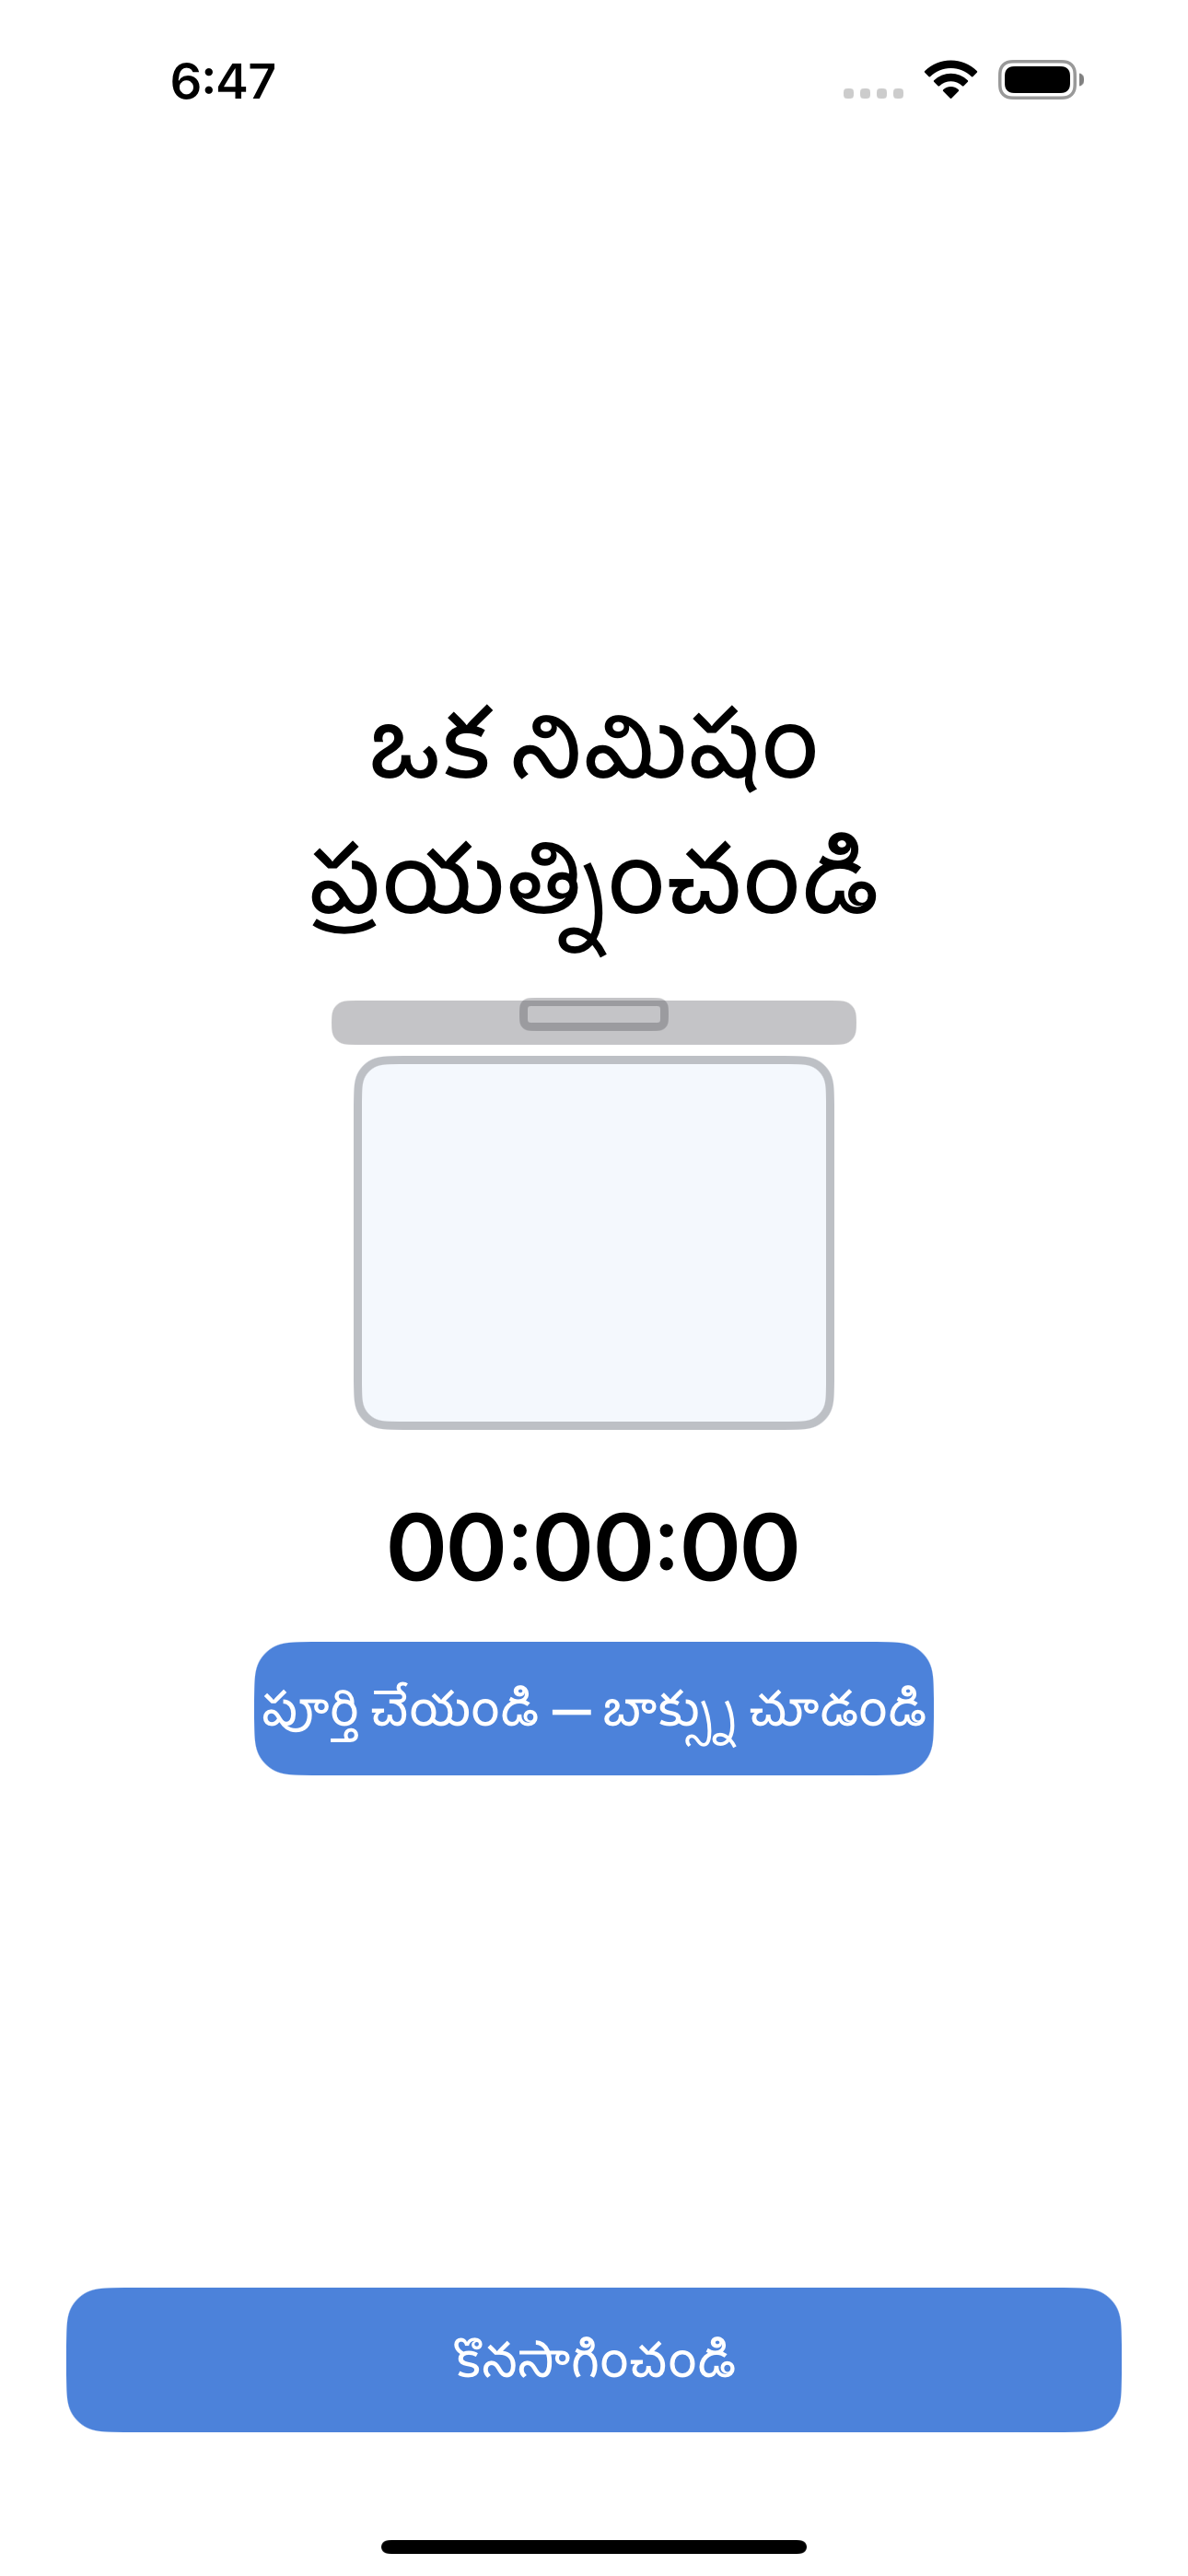 6:47
ఒక నిమిషం
ప్రయత్నించండి
00:00:00
పూర్తి చేయండి — బాక్స్ను చూడండి
కొనసాగించండి